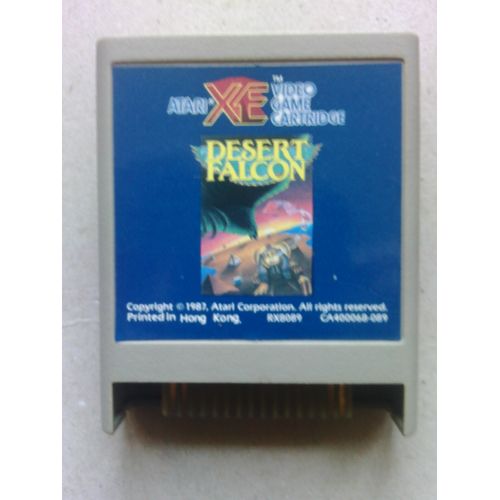 ATARI XE™ VIDEO
GAME
CARTRIDGE
DESERT
FALCON
Copyright © 1987, Atari Corporation. All rights reserved.
Printed in Hong Kong. RX8089 CA400068-089